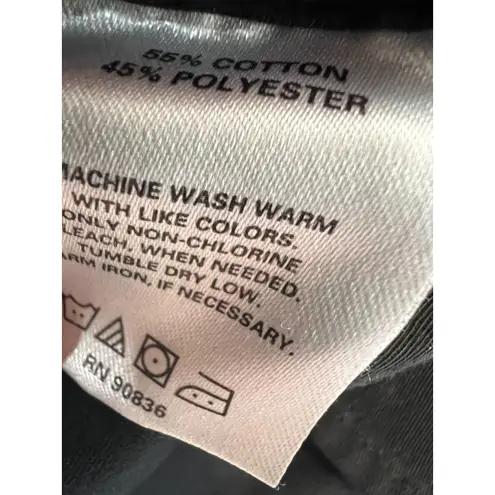 55% COTTON
45% POLYESTER
MACHINE WASH WARM
WITH LIKE COLORS.
ONLY NON-CHLORINE
BLEACH, WHEN NEEDED.
TUMBLE DRY LOW.
WARM IRON, IF NECESSARY.
RN 90836